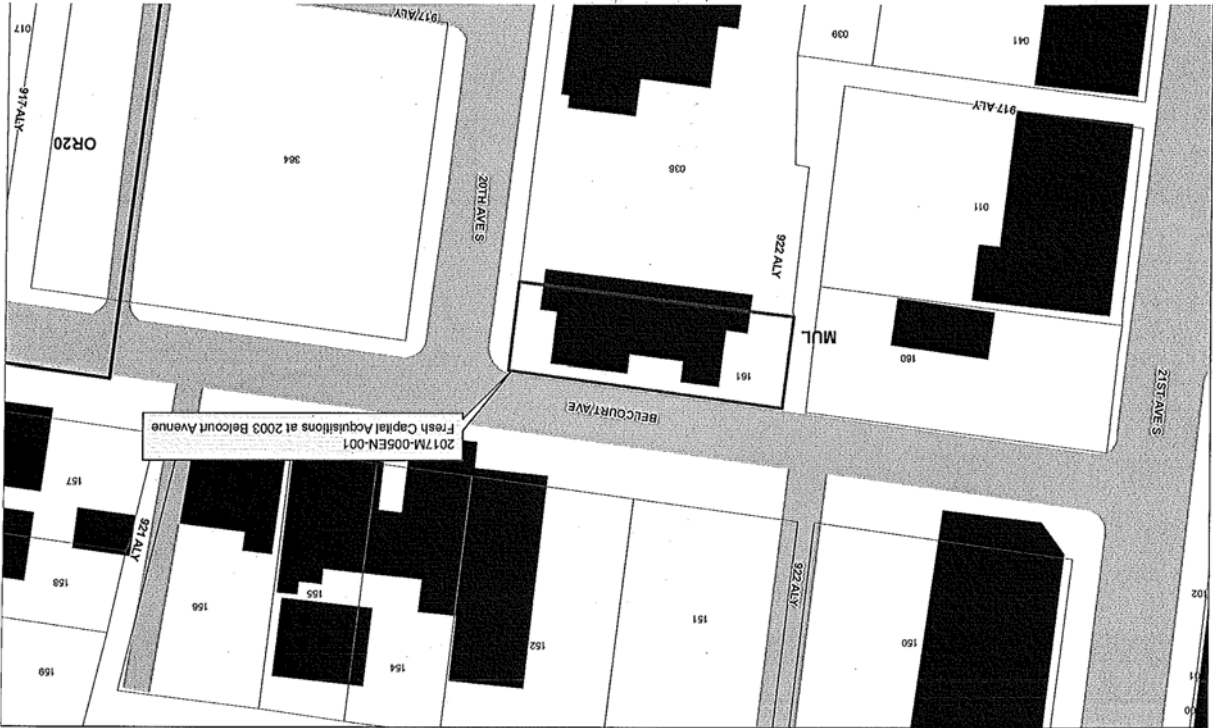 102
150
922 ALY
151
152
154
155
156
159
158
921 ALY
157
2017M-005EN-001
Fresh Capital Acquisitions at 2003 Belcourt Avenue
21ST AVE S
BELCOURT AVE
160
MUL
161
011
922 ALY
038
20TH AVE S
384
OR20
917 ALY
917 ALY
041
039
917 ALY
017